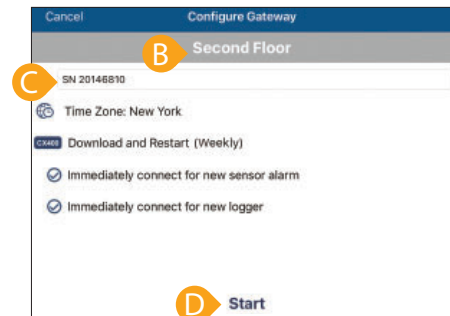 Cancel Configure Gateway
B Second Floor
C SN 20146810
Time Zone: New York
CX400 Download and Restart (Weekly)
Immediately connect for new sensor alarm
Immediately connect for new logger
D Start